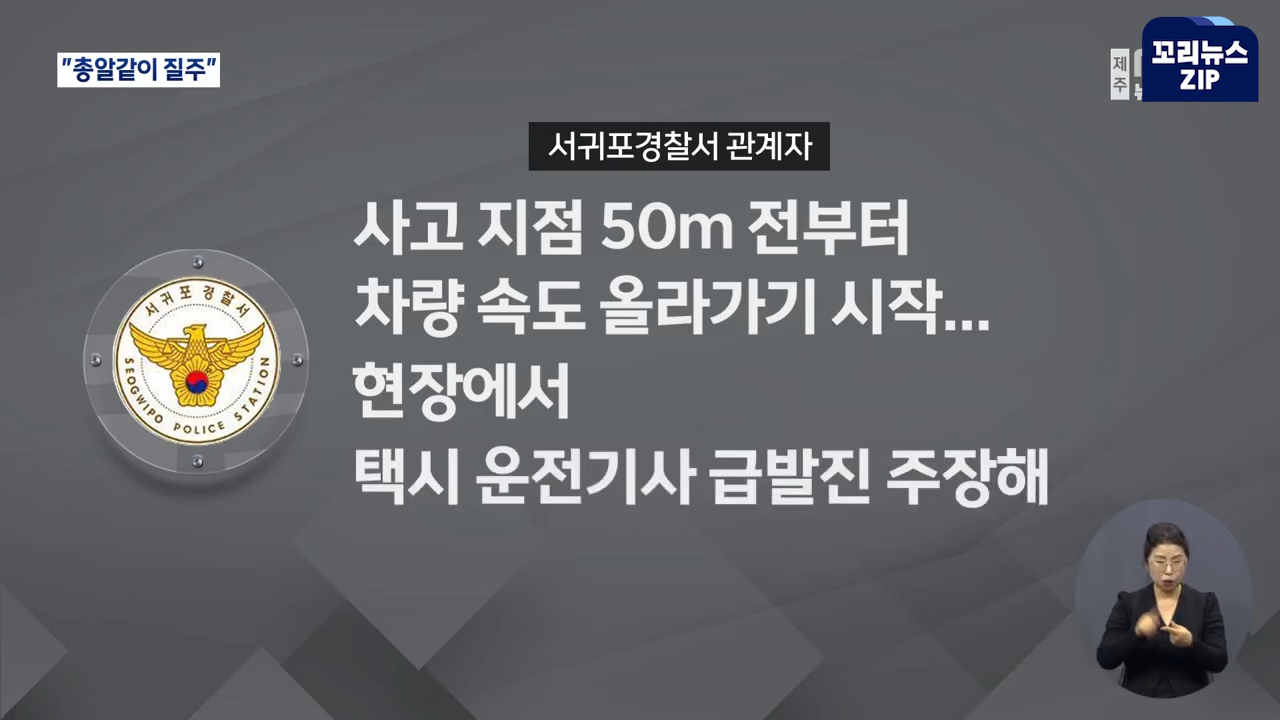 "총알같이 질주"
제주
꼬리뉴스
ZIP
서귀포경찰서 관계자
사고 지점 50m 전부터
차량 속도 올라가기 시작...
현장에서
택시 운전기사 급발진 주장해
서귀포경찰서
SEOGWIPO POLICE STATION